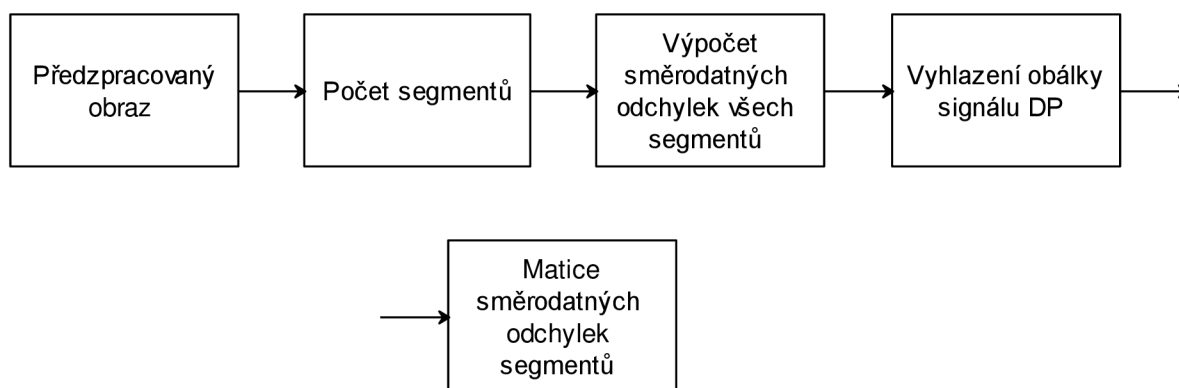 Předzpracovaný
obraz
Počet segmentů
Výpočet
směrodatných
odchylek všech
segmentů
Vyhlazení obálky
signálu DP
Matice
směrodatných
odchylek
segmentů